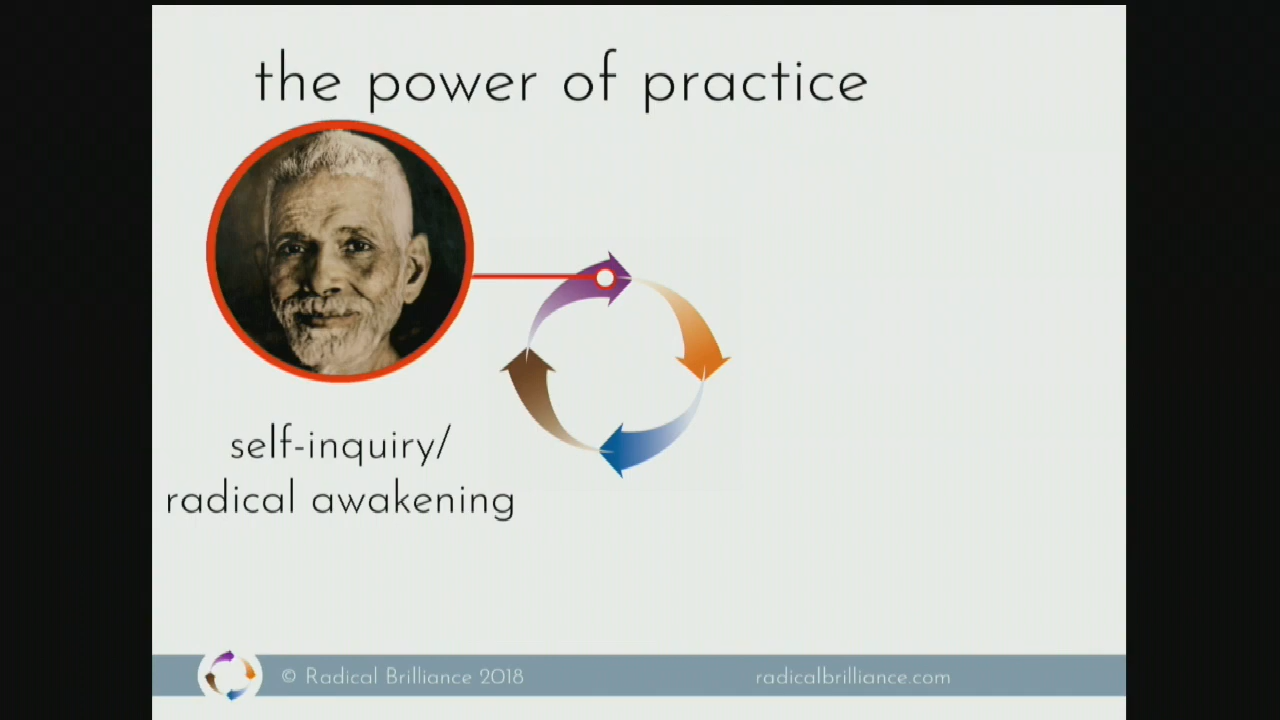 the power of practice
self-inquiry/
radical awakening
© Radical Brilliance 2018
radicalbrilliance.com